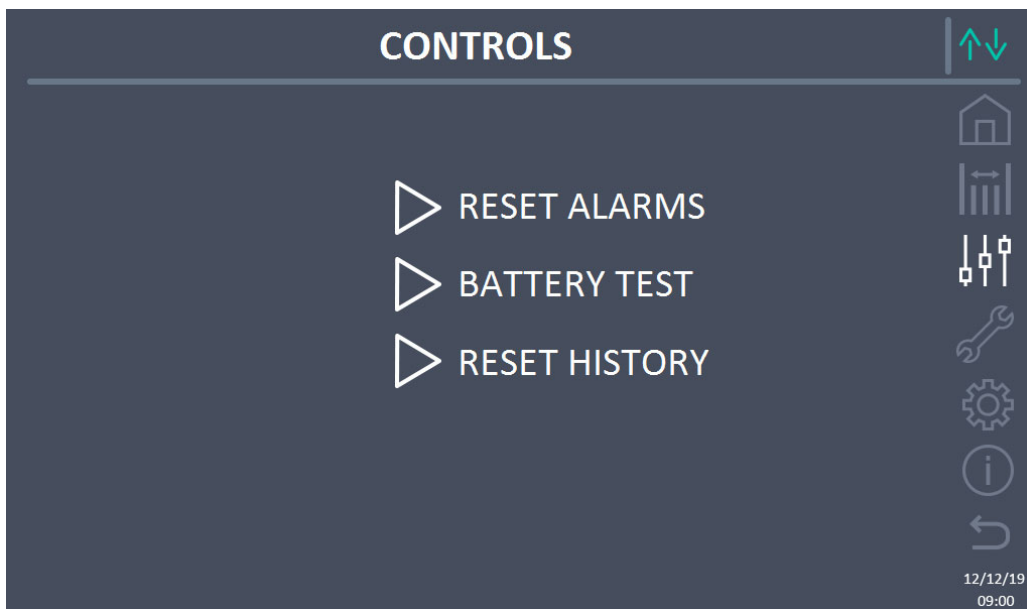 CONTROLS
RESET ALARMS
BATTERY TEST
RESET HISTORY
12/12/19
09:00